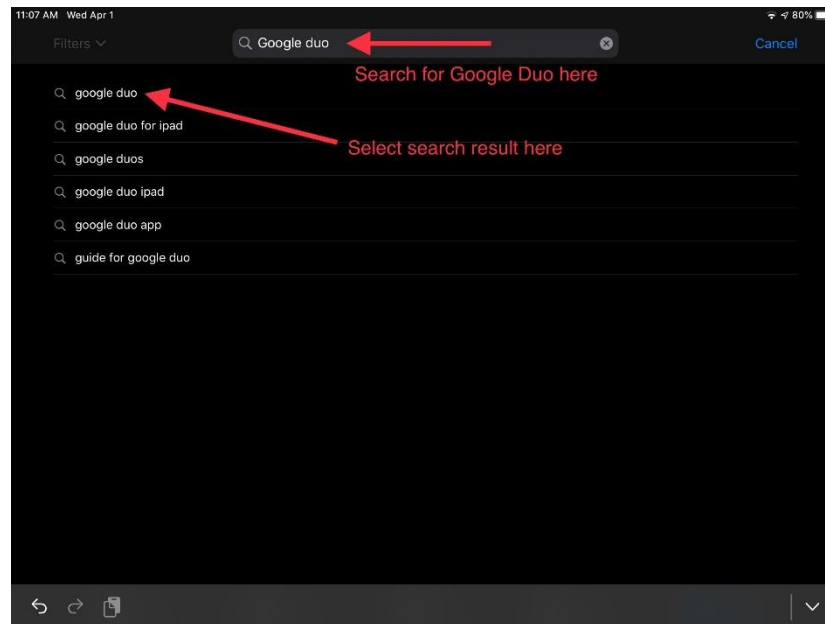 11:07 AM Wed Apr 1 80%
Filters Google duo Cancel
Search for Google Duo here
google duo
google duo for ipad
Select search result here
google duos
google duo ipad
google duo app
guide for google duo